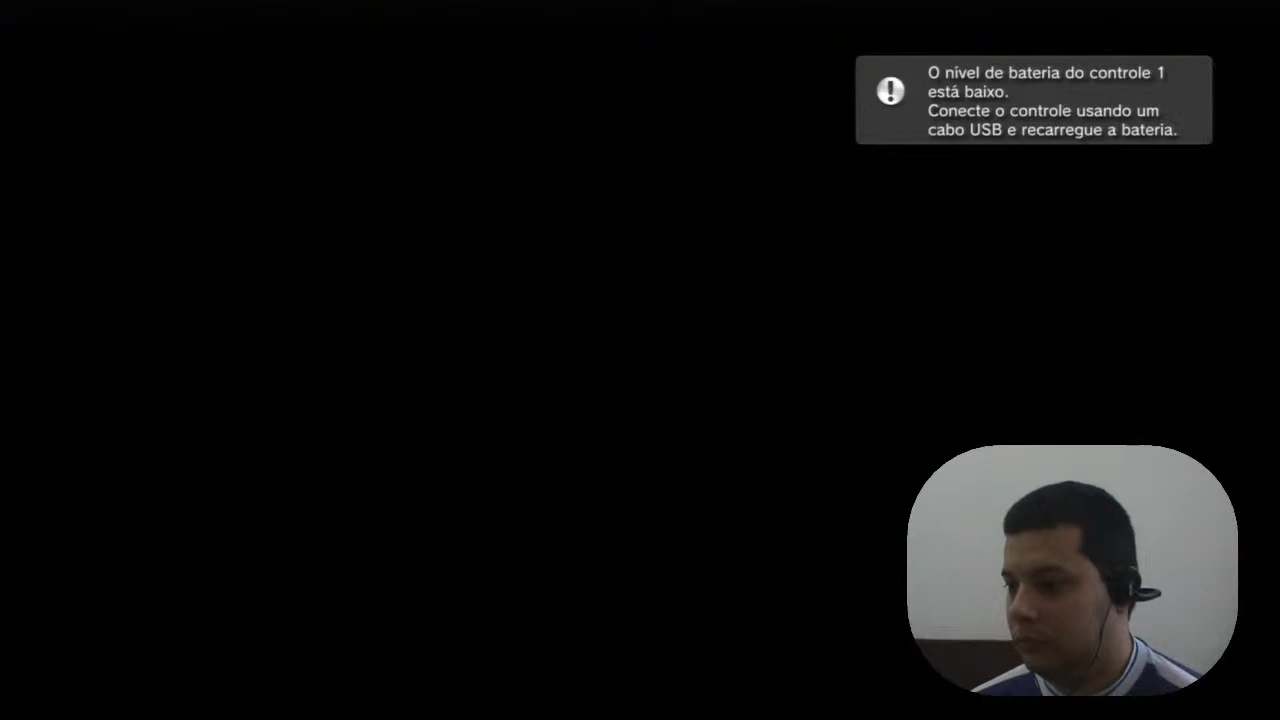 O nível de bateria do controle 1
está baixo.
Conecte o controle usando um
cabo USB e recarregue a bateria.